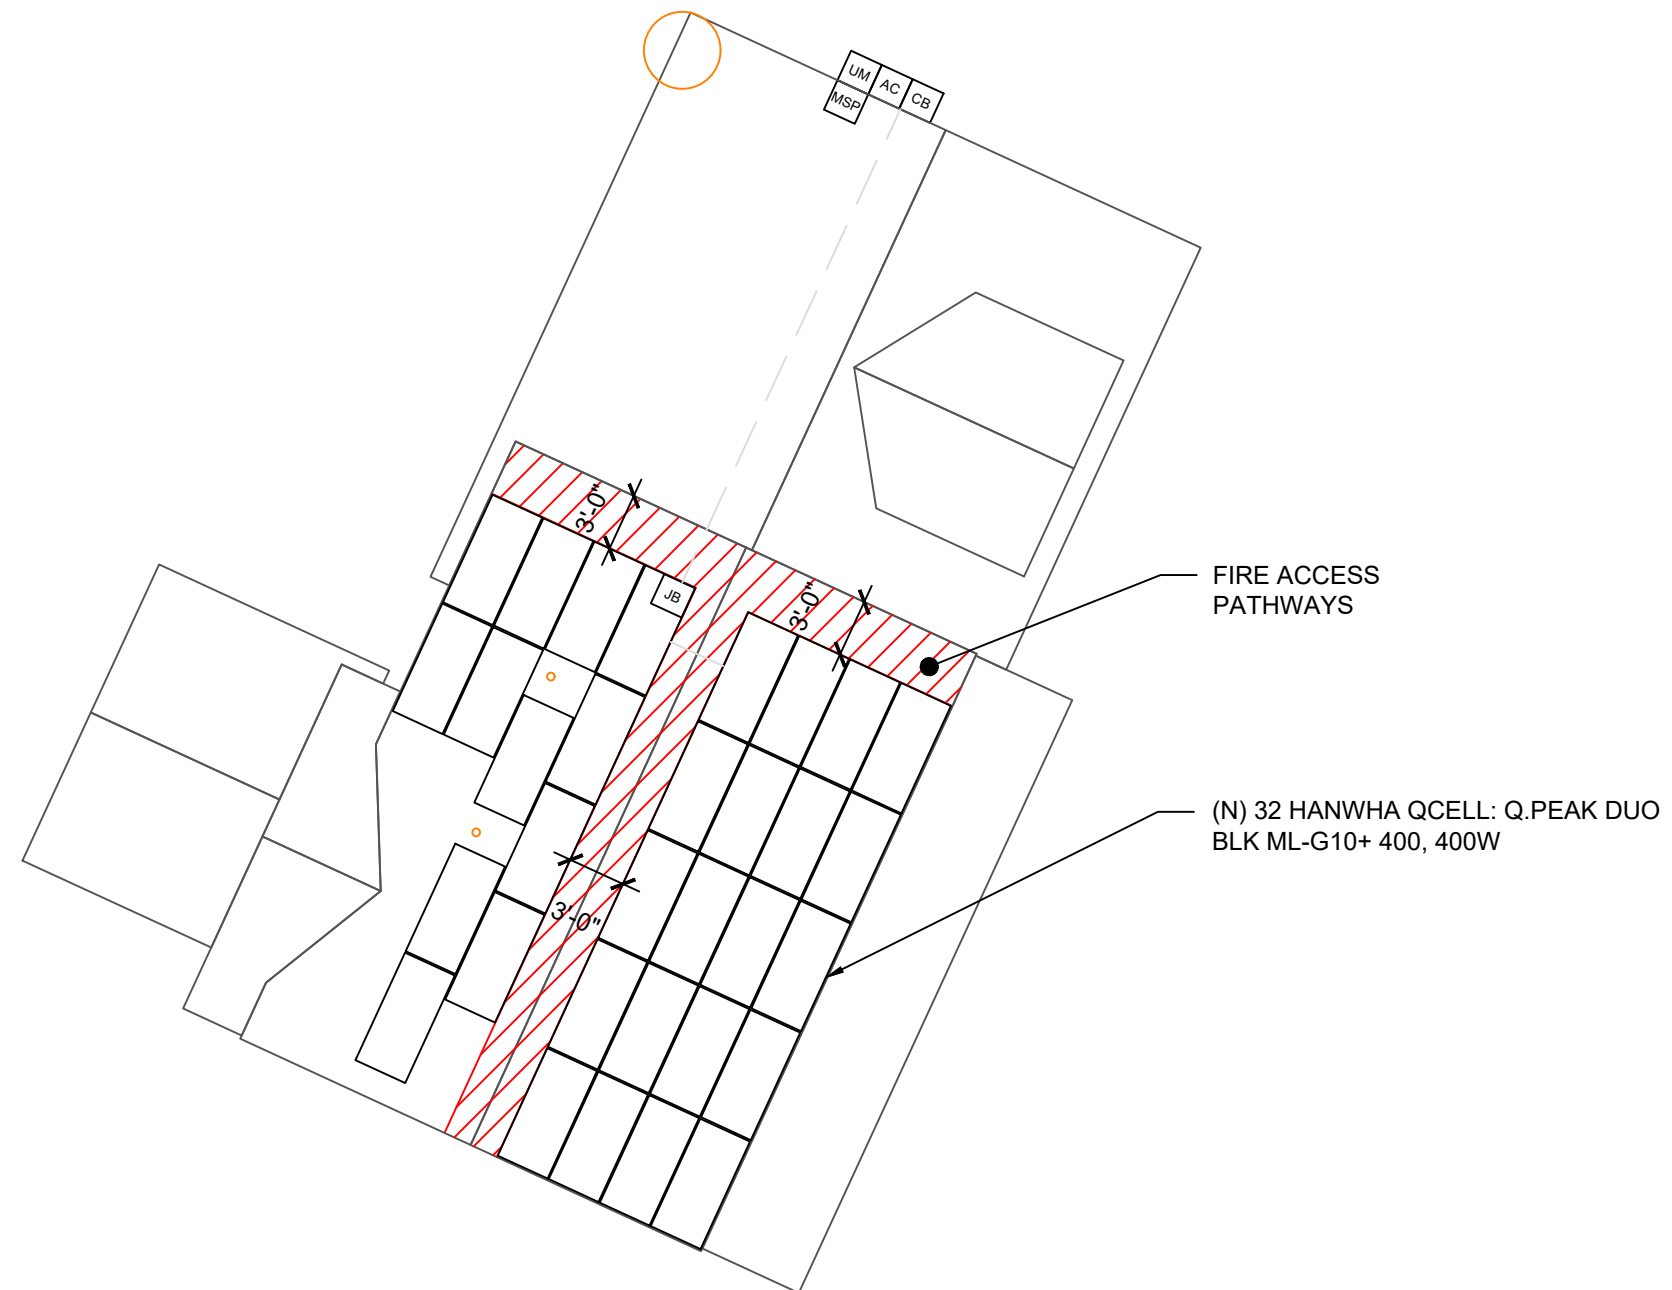 UM
AC
CB
MSP
3'-0"
JB
3'-0"
FIRE ACCESS
PATHWAYS
(N) 32 HANWHA QCELL: Q.PEAK DUO
BLK ML-G10+ 400, 400W
3'-0"